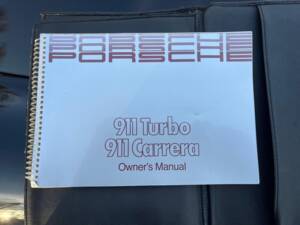 PORSCHE
PORSCHE
PORSCHE
911 Turbo
911 Carrera
Owner's Manual